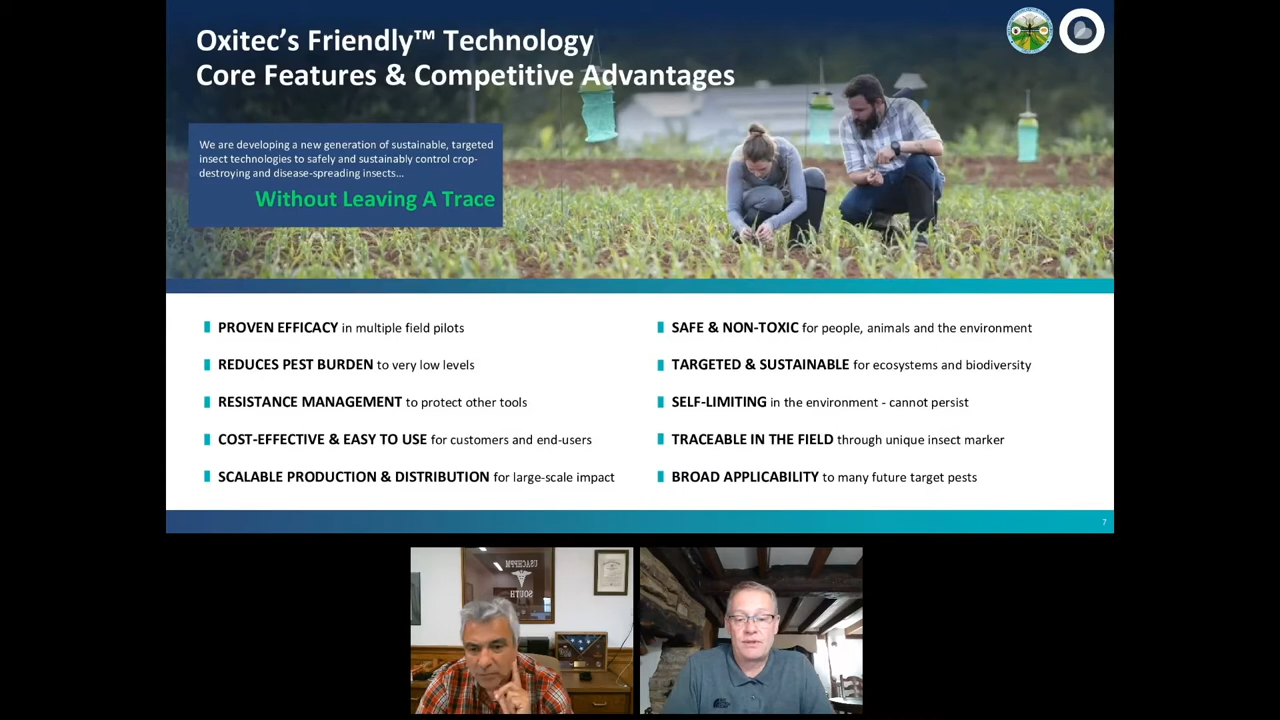 Oxitec’s Friendly™ Technology
Core Features & Competitive Advantages
We are developing a new generation of sustainable, targeted
insect technologies to safely and sustainably control crop-
destroying and disease-spreading insects…
Without Leaving A Trace
PROVEN EFFICACY in multiple field pilots
REDUCES PEST BURDEN to very low levels
RESISTANCE MANAGEMENT to protect other tools
COST-EFFECTIVE & EASY TO USE for customers and end-users
SCALABLE PRODUCTION & DISTRIBUTION for large-scale impact
SAFE & NON-TOXIC for people, animals and the environment
TARGETED & SUSTAINABLE for ecosystems and biodiversity
SELF-LIMITING in the environment - cannot persist
TRACEABLE IN THE FIELD through unique insect marker
BROAD APPLICABILITY to many future target pests
7
USACHPPM
SOUTH